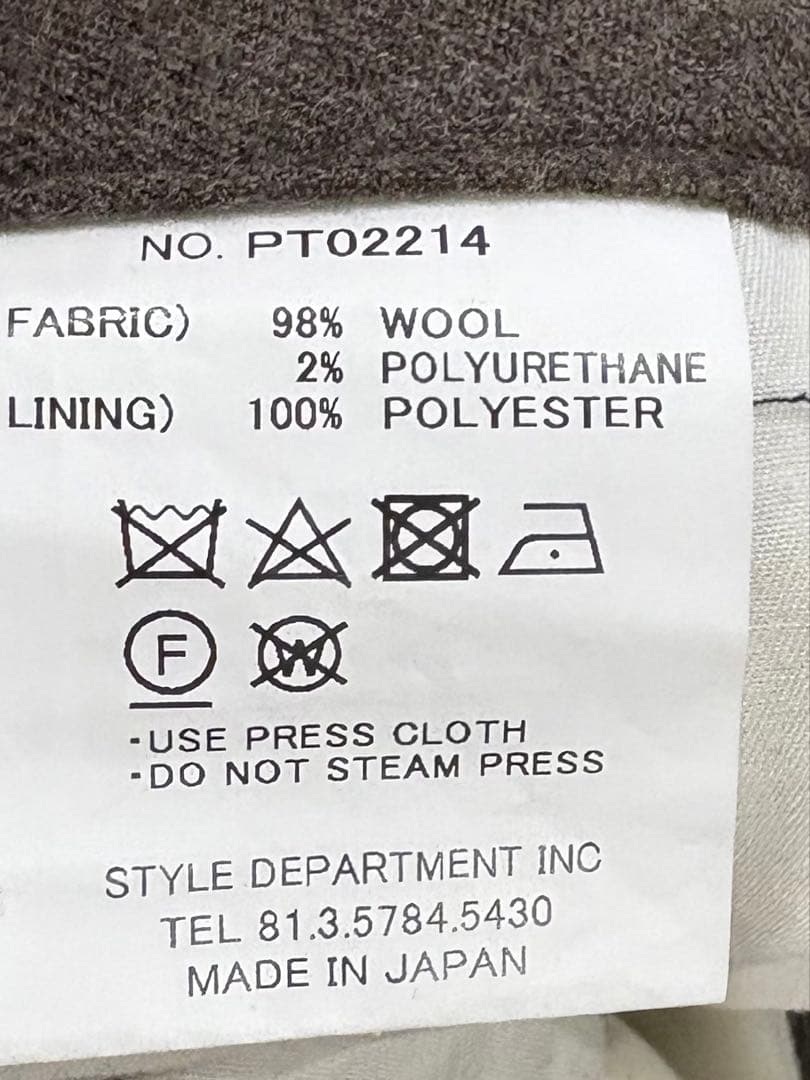 NO. PT02214
FABRIC) 98% WOOL
2% POLYURETHANE
LINING) 100% POLYESTER
F W
-USE PRESS CLOTH
-DO NOT STEAM PRESS
STYLE DEPARTMENT INC
TEL 81.3.5784.5430
MADE IN JAPAN